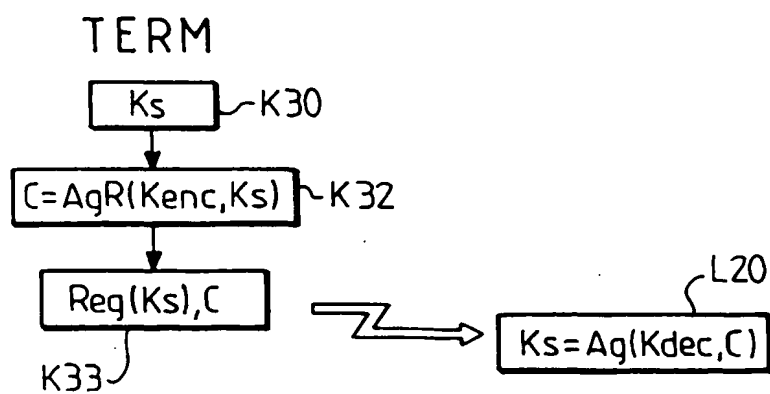 TERM
Ks
K30
C=AgR(Kenc,Ks)
K32
Reg(Ks),C
K33
L20
Ks=Ag(Kdec,C)